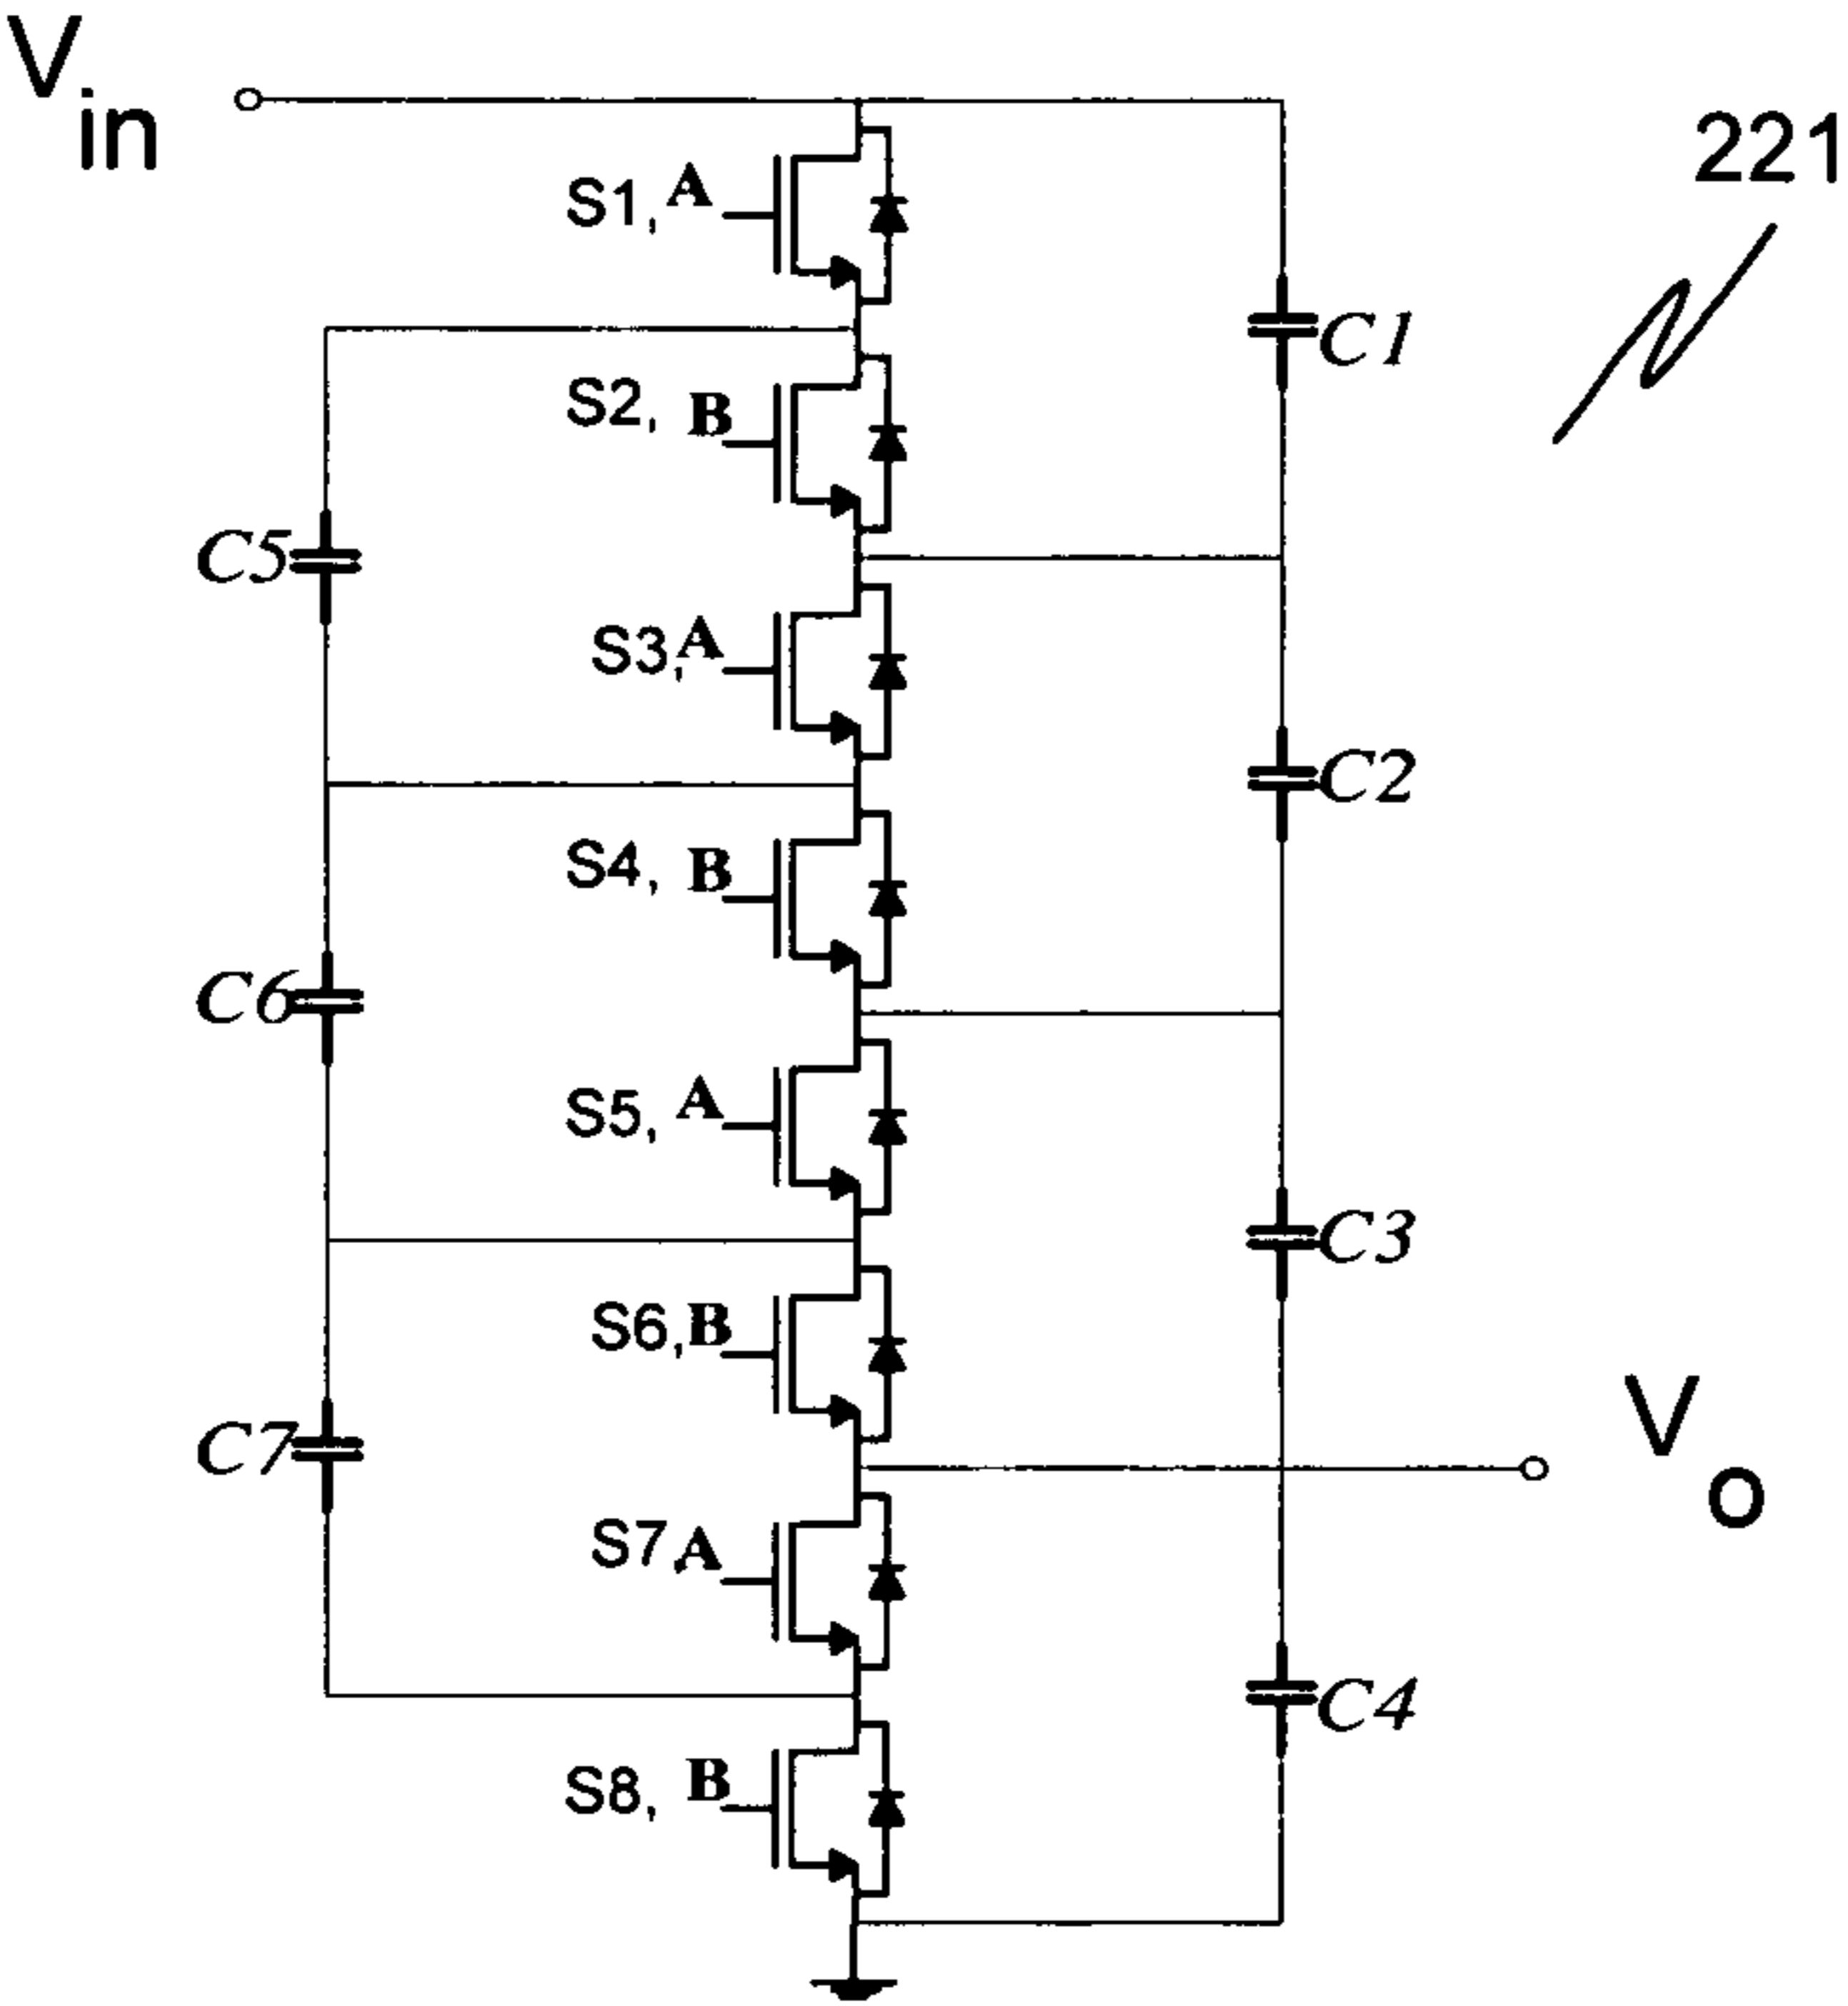 Vin
221
S1, A
C1
S2, B
C5
S3, A
C2
S4, B
C6
S5, A
C3
S6, B
Vo
C7
S7 A
C4
S8, B